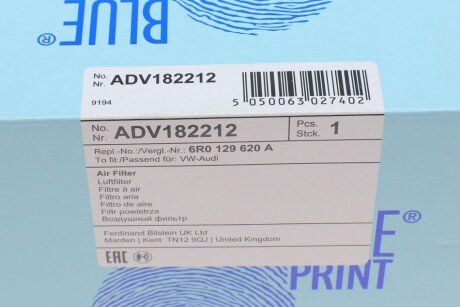 BLUE®
PRINT
No.
Nr. ADV182212
9194
5 050063 027402
No.
Nr. ADV182212
Pcs.
Stck. 1
Repl.-No./Vergl.-Nr.: 6R0 129 620 A
To fit:/Passend für: VW-Audi
Air Filter
Luftfilter
Filtre à air
Filtro aria
Filtro de aire
Filtr powietrza
Воздушный фильтр
Ferdinand Bilstein UK Ltd
Marden | Kent TN12 9QJ | United Kingdom
EAC
UE®
PRINT